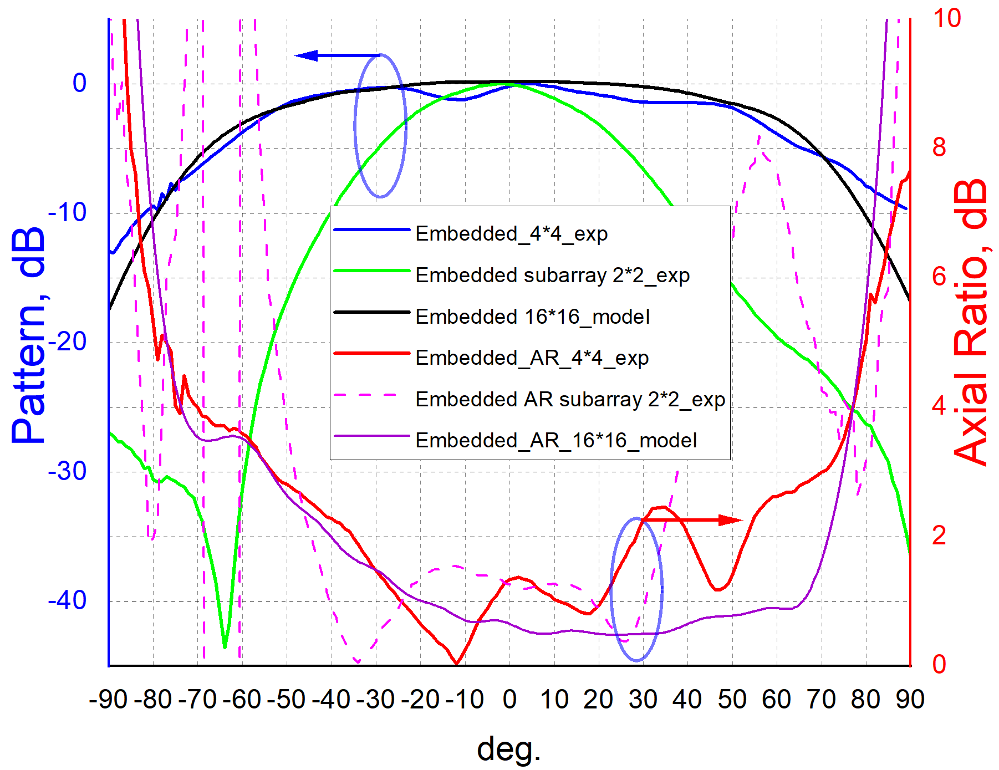 Pattern, dB
0
-10
-20
-30
-40
Embedded_4*4_exp
Embedded subarray 2*2_exp
Embedded 16*16_model
Embedded_AR_4*4_exp
Embedded AR subarray 2*2_exp
Embedded_AR_16*16_model
10
8
6
4
2
0
Axial Ratio, dB
-90 -80 -70 -60 -50 -40 -30 -20 -10 0 10 20 30 40 50 60 70 80 90
deg.